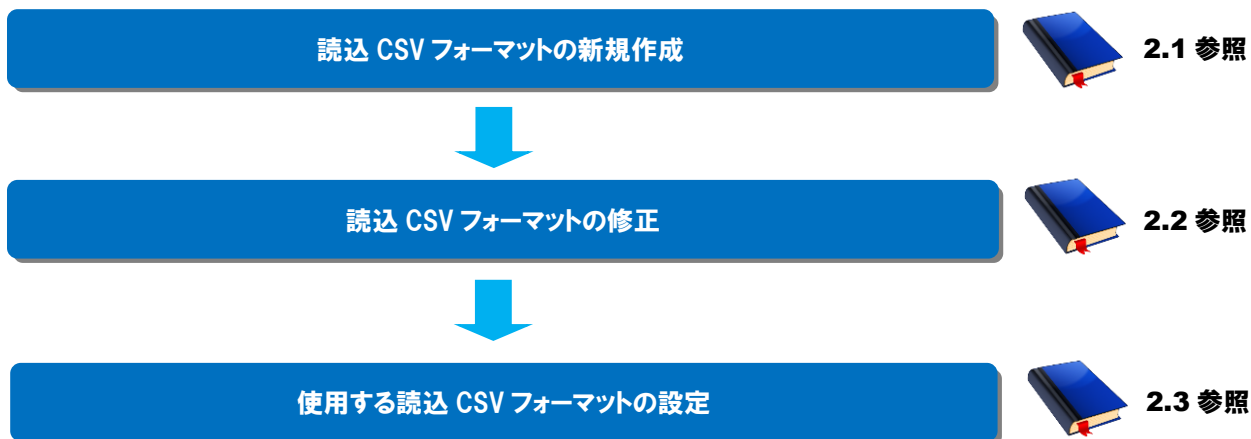 読込 CSV フォーマットの新規作成
2.1 参照
読込 CSV フォーマットの修正
2.2 参照
使用する読込 CSV フォーマットの設定
2.3 参照